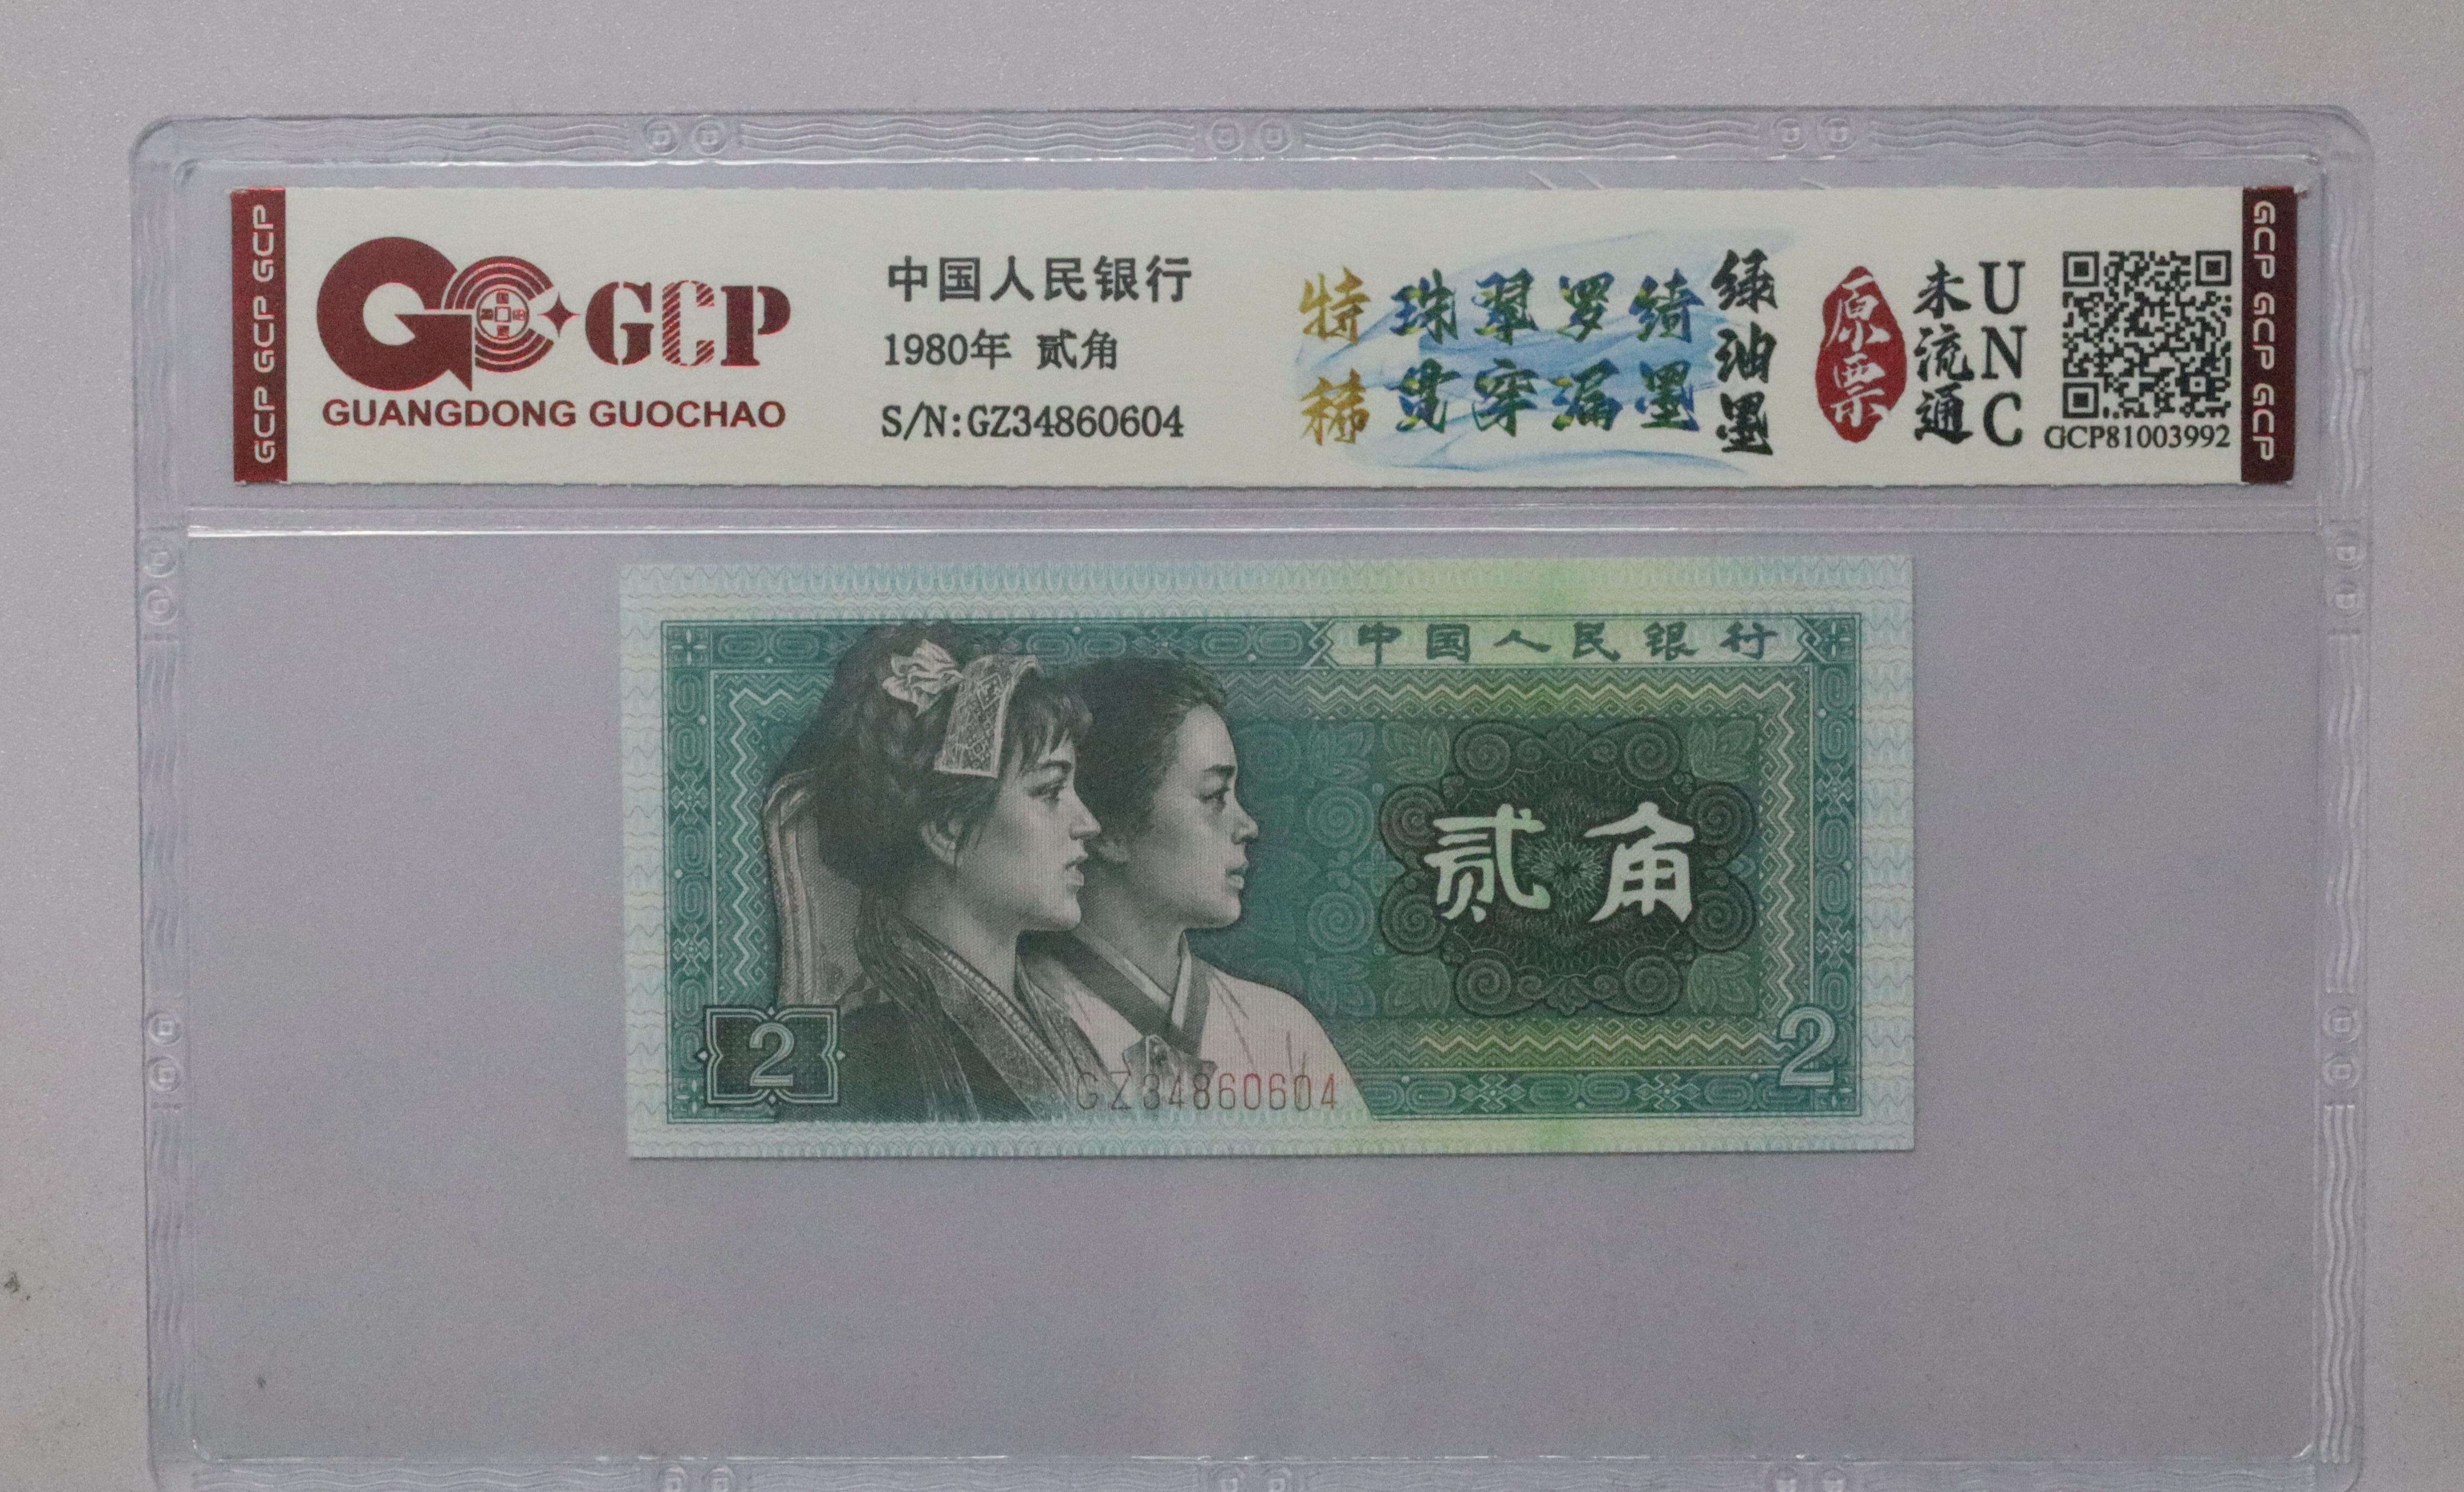 GCP GCP GCP
GCP
GUANGDONG GUOCHAO
中国人民银行
1980年 贰角
S/N:GZ34860604
特稀
珠翠罗绮
贯穿漏墨
绿油墨
原票
未流通
UNC
GCP81003992
GCP GCP GCP
中国人民银行
贰角
2
GZ34860604
2